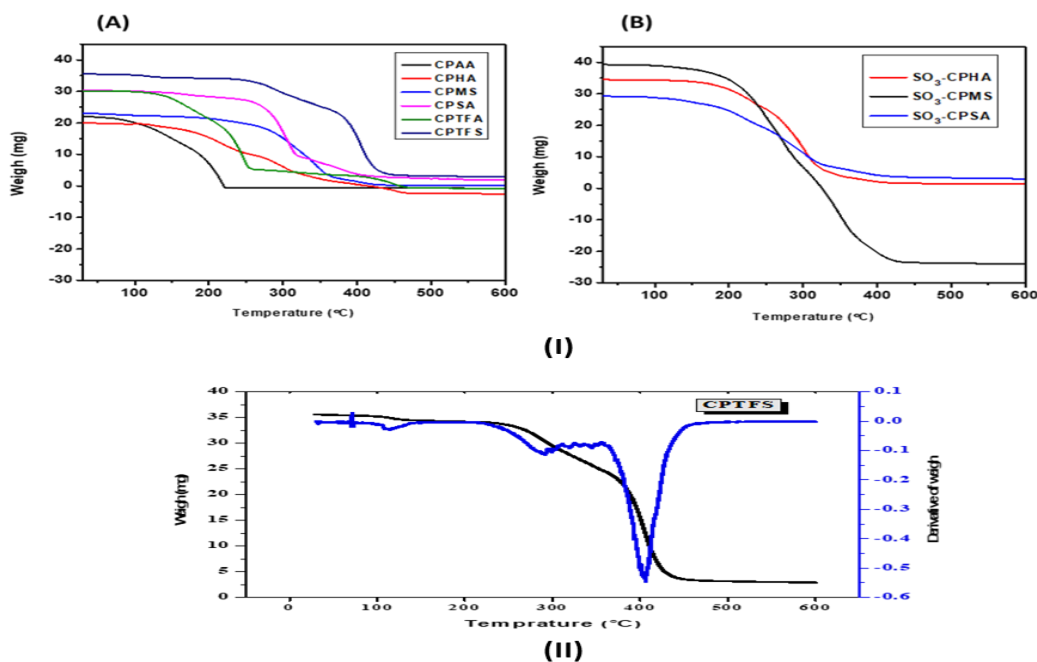 (A)
Weigh (mg)
40
30
20
10
0
-10
-20
-30
CPAA
CPHA
CPMS
CPSA
CPTFA
CPTFS
100 200 300 400 500 600
Temperature (°C)
(B)
Weigh (mg)
40
30
20
10
0
-10
-20
-30
SO3-CPHA
SO3-CPMS
SO3-CPSA
100 200 300 400 500 600
Temperature (°C)
(I)
Weigh(mg)
40
35
30
25
20
15
10
5
0
CPTFS
0.1
0.0
-0.1
-0.2
-0.3
-0.4
-0.5
-0.6
Derivative of weigh
0 100 200 300 400 500 600
Temprature (°C)
(II)